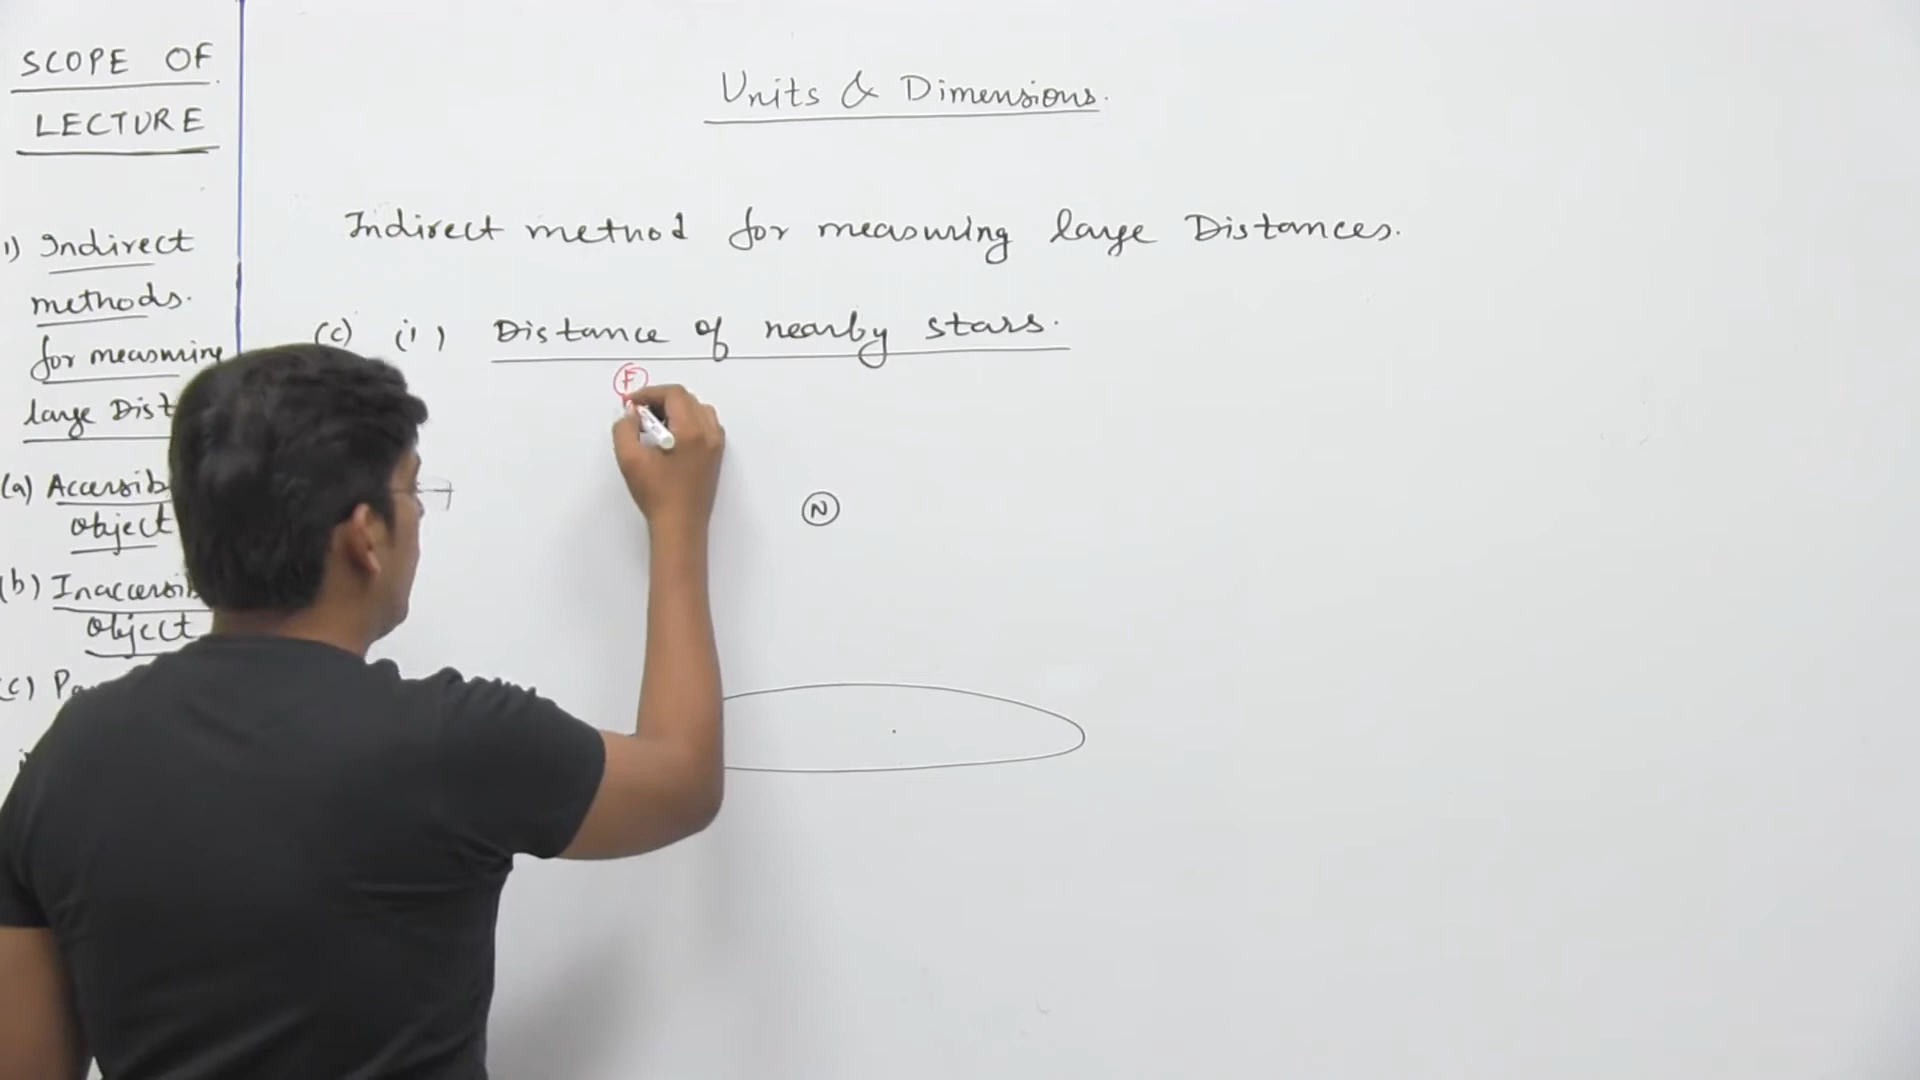 SCOPE OF
LECTURE
1) Indirect
methods.
for measuring
large Dist
(a) Accessib
object
(b) Inaccessib
object
(c) Pa
Units & Dimensions.
Indirect method for measuring large Distances.
(c) (i) Distance of nearby stars.
F
N